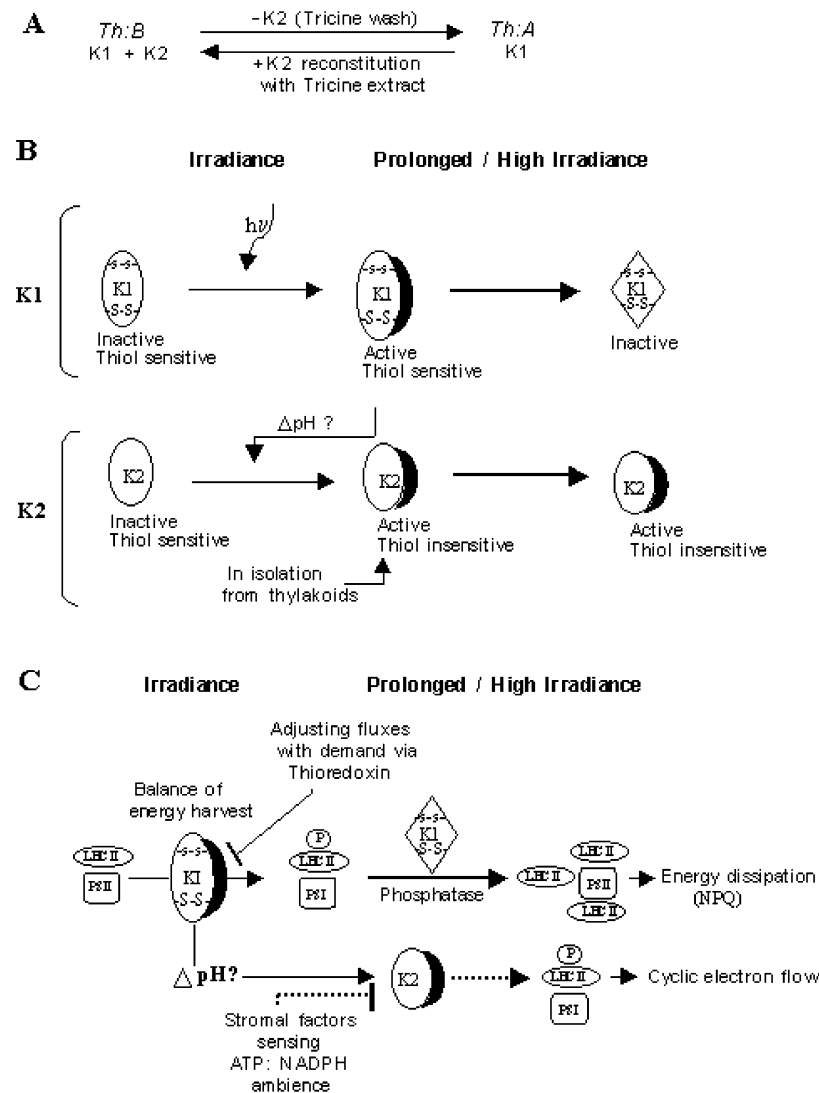 A
Th:B
K1 + K2
–K2 (Tricine wash)
+K2 reconstitution
with Tricine extract
Th:A
K1
B
Irradiance
Prolonged / High Irradiance
K1
hν
-s-s-
K1
-S-S-
Inactive
Thiol sensitive
-s-s-
K1
-S-S-
Active
Thiol sensitive
-s-s-
K1
-S-S-
Inactive
K2
ΔpH ?
K2
Inactive
Thiol sensitive
K2
Active
Thiol insensitive
K2
Active
Thiol insensitive
In isolation
from thylakoids
C
Irradiance
Prolonged / High Irradiance
Adjusting fluxes
with demand via
Thioredoxin
Balance of
energy harvest
LHC II
PSII
-s-s-
KI
-S-S-
P
LHC II
PSI
-s-s-
K1
-S-S-
Phosphatase
LHC II
LHC II
PSII
LHC II
Energy dissipation
(NPQ)
Δ pH?
K2
P
LHC II
PSI
Cyclic electron flow
Stromal factors
sensing
ATP: NADPH
ambience